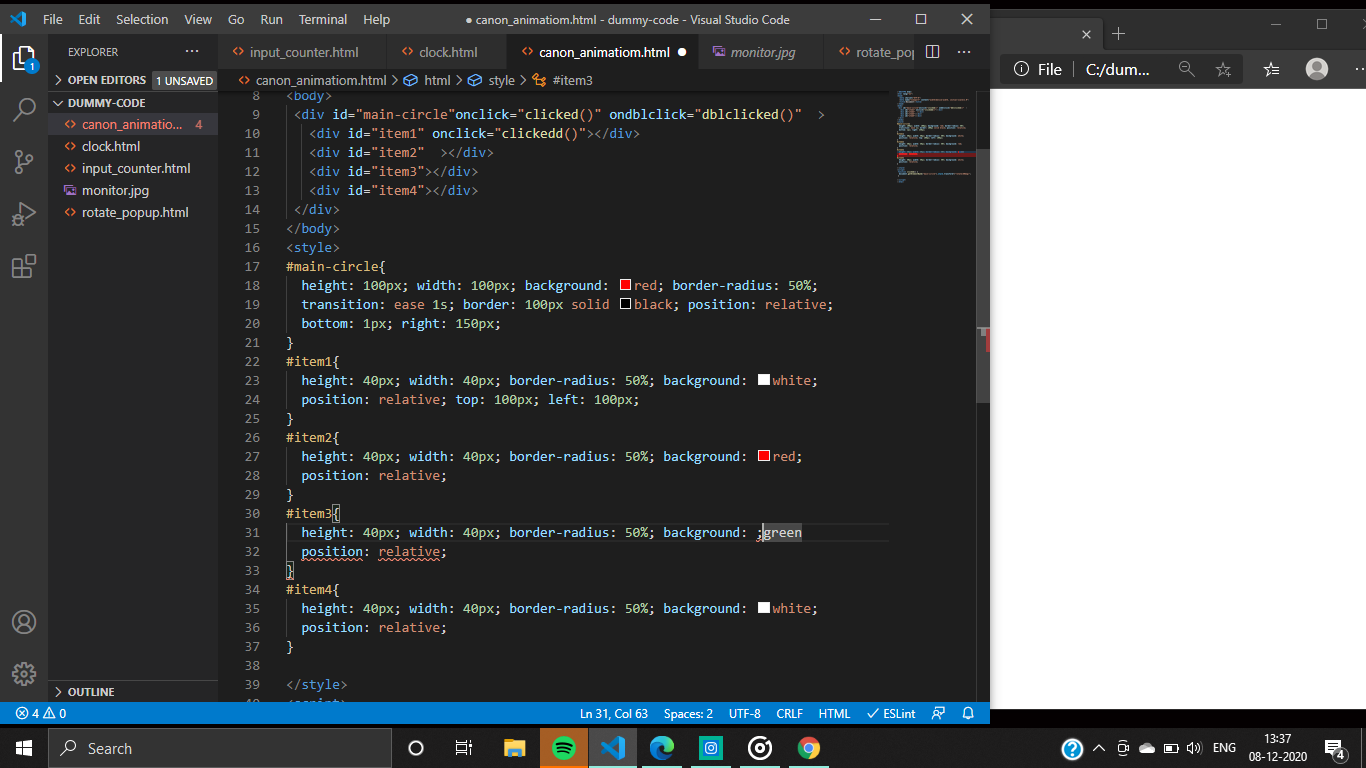 File Edit Selection View Go Run Terminal Help
● canon_animatiom.html - dummy-code - Visual Studio Code
EXPLORER ···
input_counter.html clock.html canon_animatiom.html ● monitor.jpg rotate_pop
File C:/dum...
OPEN EDITORS 1 UNSAVED
canon_animatiom.html > html > style > #item3
DUMMY-CODE
canon_animatio... 4
clock.html
input_counter.html
monitor.jpg
rotate_popup.html
8 <body>
9 <div id="main-circle"onclick="clicked()" ondblclick="dblclicked()"  >
10 <div id="item1" onclick="clickedd()"></div>
11 <div id="item2"  ></div>
12 <div id="item3"></div>
13 <div id="item4"></div>
14 </div>
15 </body>
16 <style>
17 #main-circle{
18 height: 100px; width: 100px; background: red; border-radius: 50%;
19 transition: ease 1s; border: 100px solid black; position: relative;
20 bottom: 1px; right: 150px;
21 }
22 #item1{
23 height: 40px; width: 40px; border-radius: 50%; background: white;
24 position: relative; top: 100px; left: 100px;
25 }
26 #item2{
27 height: 40px; width: 40px; border-radius: 50%; background: red;
28 position: relative;
29 }
30 #item3{
31 height: 40px; width: 40px; border-radius: 50%; background: ;green
32 position: relative;
33 }
34 #item4{
35 height: 40px; width: 40px; border-radius: 50%; background: white;
36 position: relative;
37 }
38
39 </style>
40 <script>
OUTLINE
4 0 Ln 31, Col 63 Spaces: 2 UTF-8 CRLF HTML ESLint
Search
ENG
13:37
08-12-2020
4